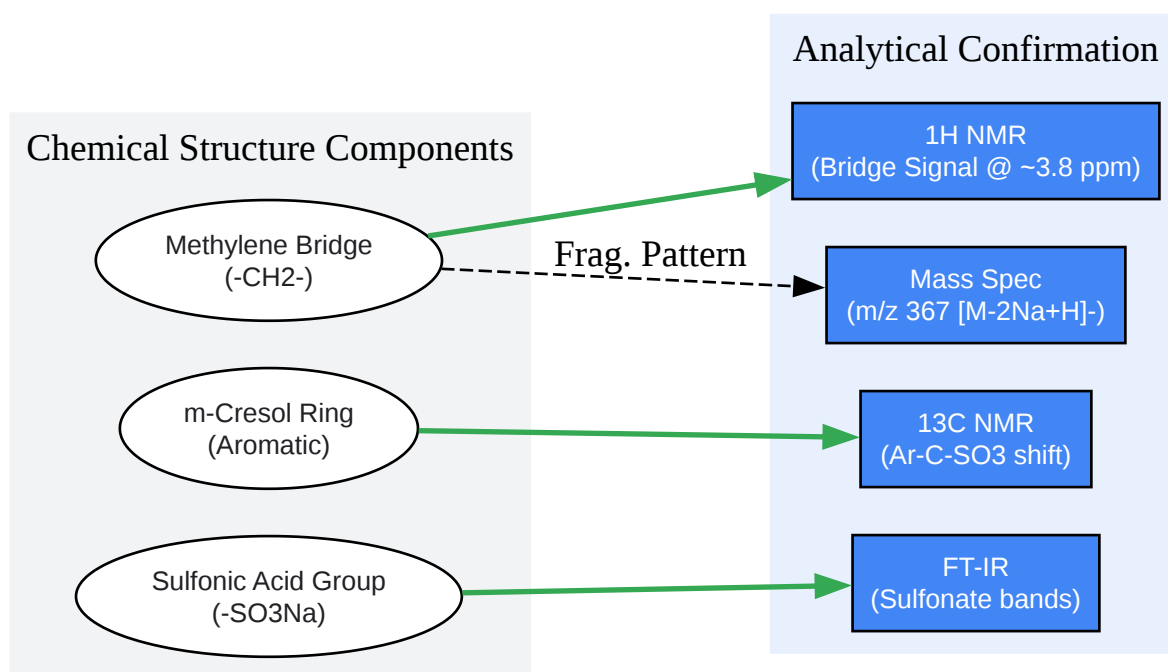 Chemical Structure Components
Methylene Bridge
(-CH2-)
m-Cresol Ring
(Aromatic)
Sulfonic Acid Group
(-SO3Na)
Frag. Pattern
Analytical Confirmation
1H NMR
(Bridge Signal @ ~3.8 ppm)
Mass Spec
(m/z 367 [M-2Na+H]-)
13C NMR
(Ar-C-SO3 shift)
FT-IR
(Sulfonate bands)